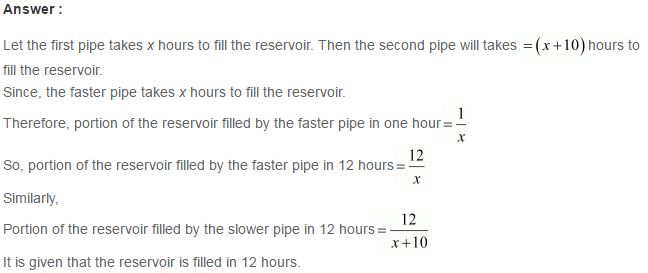 Answer :
Let the first pipe takes x hours to fill the reservoir. Then the second pipe will takes =(x+10) hours to
fill the reservoir.
Since, the faster pipe takes x hours to fill the reservoir.
Therefore, portion of the reservoir filled by the faster pipe in one hour = 1/x
So, portion of the reservoir filled by the faster pipe in 12 hours = 12/x
Similarly,
Portion of the reservoir filled by the slower pipe in 12 hours = 12/(x+10)
It is given that the reservoir is filled in 12 hours.